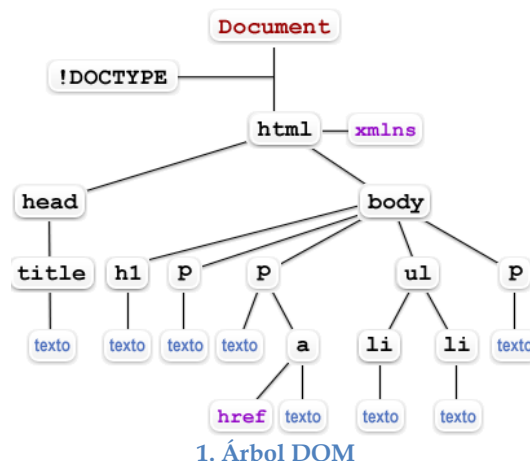 Document
!DOCTYPE
html xmlns
head body
title h1 p p ul p
texto texto texto texto a li li texto
href texto texto texto
1. Árbol DOM